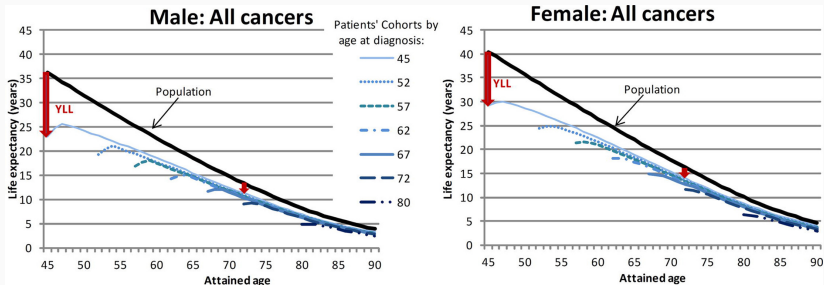 Male: All cancers
Life expectancy (years)
45
40
35
30
25
20
15
10
5
0
YLL
Population
45 50 55 60 65 70 75 80 85 90
Attained age
Patients' Cohorts by
age at diagnosis:
45
52
57
62
67
72
80
Female: All cancers
Life expectancy (years)
45
40
35
30
25
20
15
10
5
0
YLL
Population
45 50 55 60 65 70 75 80 85 90
Attained age